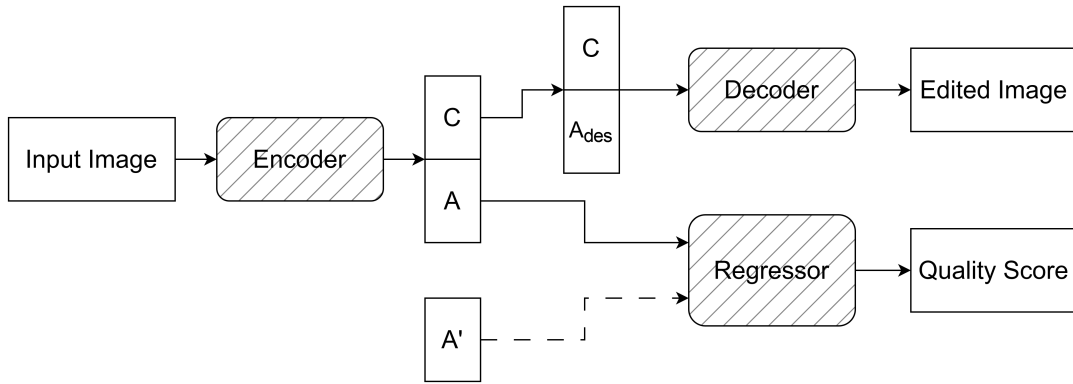 Input Image
Encoder
C
A
C
A_des
Decoder
Edited Image
Regressor
Quality Score
A'